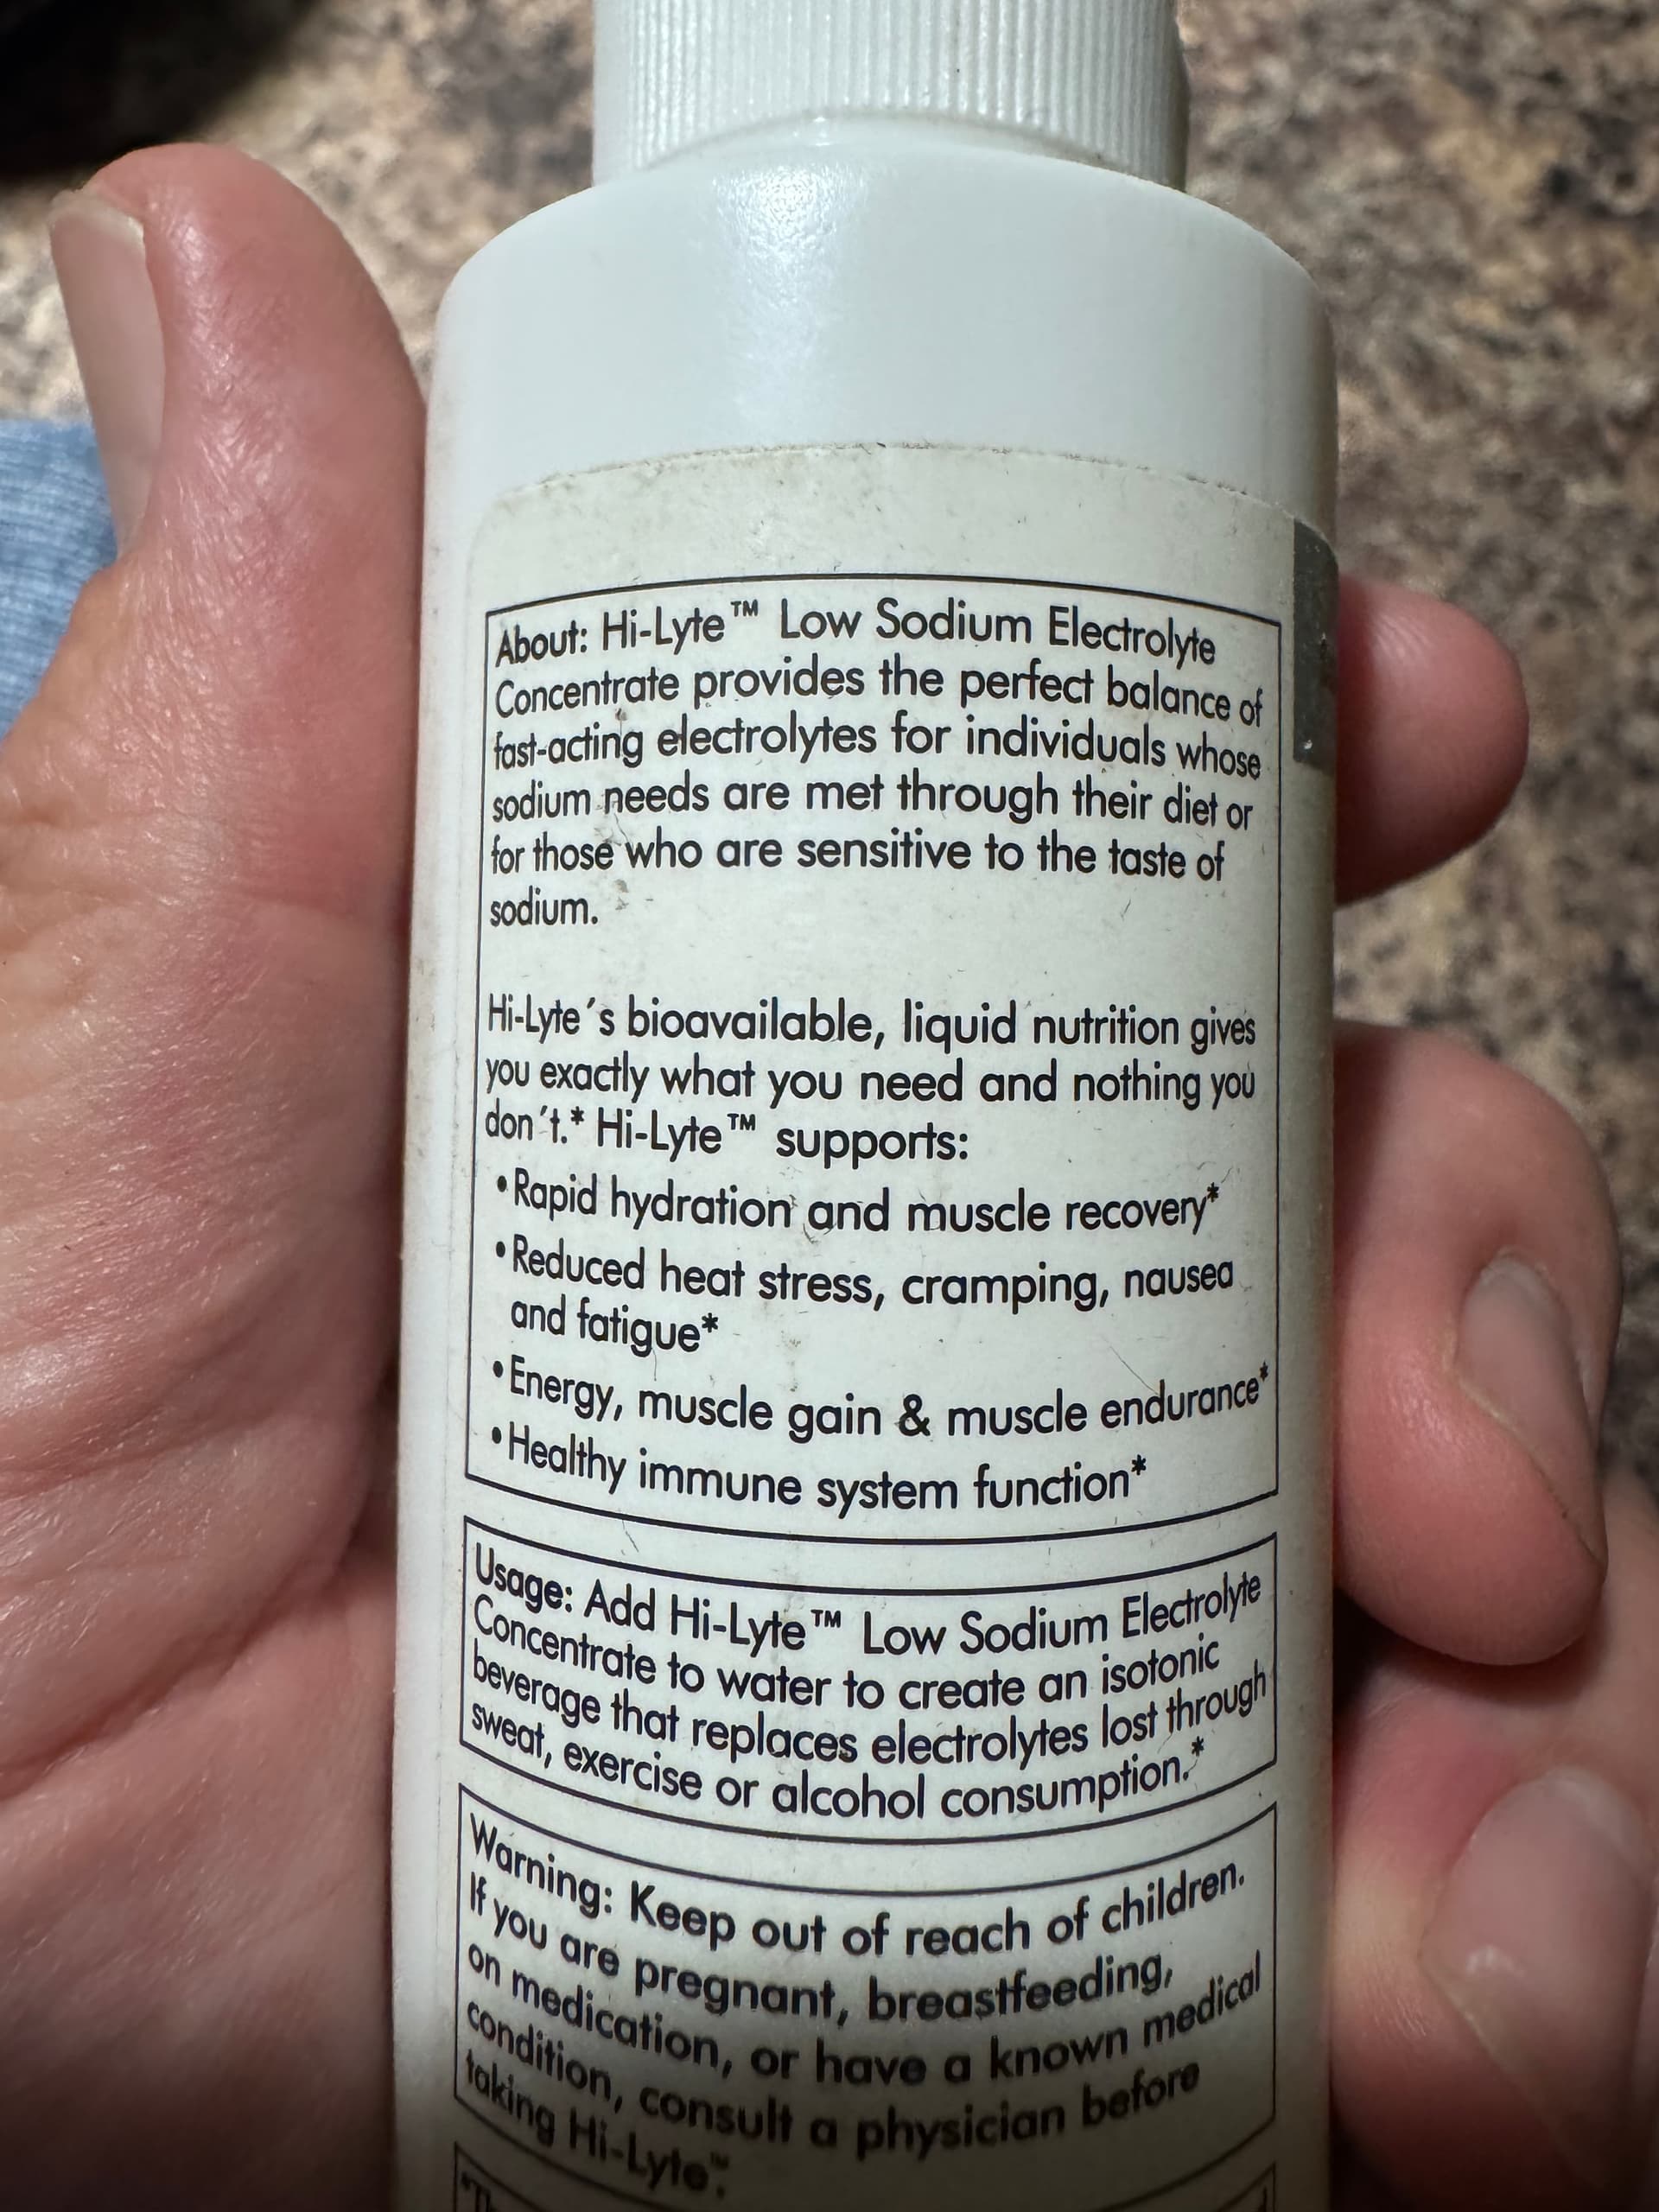 About: Hi-Lyte™ Low Sodium Electrolyte
Concentrate provides the perfect balance of
fast-acting electrolytes for individuals whose
sodium needs are met through their diet or
for those who are sensitive to the taste of
sodium.
Hi-Lyte´s bioavailable, liquid nutrition gives
you exactly what you need and nothing you
don´t.* Hi-Lyte™ supports:
•Rapid hydration and muscle recovery*
•Reduced heat stress, cramping, nausea
and fatigue*
•Energy, muscle gain & muscle endurance*
•Healthy immune system function*
Usage: Add Hi-Lyte™ Low Sodium Electrolyte
Concentrate to water to create an isotonic
beverage that replaces electrolytes lost through
sweat, exercise or alcohol consumption.*
Warning: Keep out of reach of children.
If you are pregnant, breastfeeding,
on medication, or have a known medical
condition, consult a physician before
taking Hi-Lyte™.